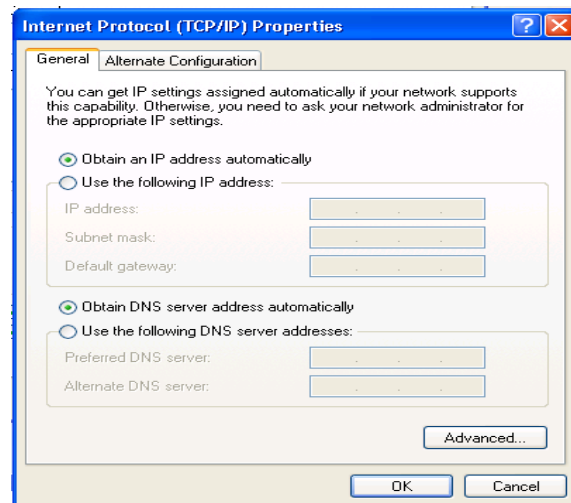 Internet Protocol (TCP/IP) Properties
General
Alternate Configuration
You can get IP settings assigned automatically if your network supports
this capability. Otherwise, you need to ask your network administrator for
the appropriate IP settings.
Obtain an IP address automatically
Use the following IP address:
IP address:
Subnet mask:
Default gateway:
Obtain DNS server address automatically
Use the following DNS server addresses:
Preferred DNS server:
Alternate DNS server:
Advanced...
OK
Cancel